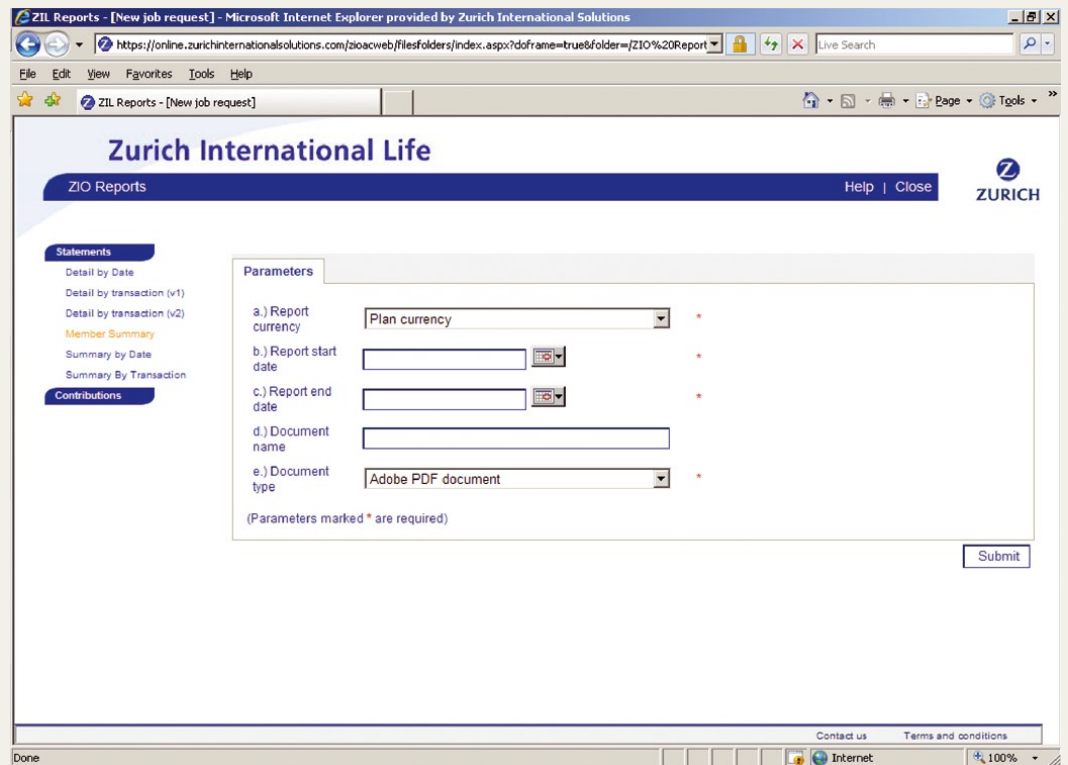 ZIL Reports - [New job request] - Microsoft Internet Explorer provided by Zurich International Solutions
https://online.zurichinternationalsolutions.com/zioacweb/filesfolders/index.aspx?doframe=true&folder=/ZIO%20Report
Live Search
File Edit View Favorites Tools Help
ZIL Reports - [New job request]
Page Tools
Zurich International Life
ZIO Reports
Help | Close
ZURICH
Statements
Detail by Date
Detail by transaction (v1)
Detail by transaction (v2)
Member Summary
Summary by Date
Summary By Transaction
Contributions
Parameters
a.) Report
currency
Plan currency *
b.) Report start
date
*
c.) Report end
date
*
d.) Document
name
e.) Document
type
Adobe PDF document *
(Parameters marked * are required)
Submit
Contact us Terms and conditions
Done
Internet
100%